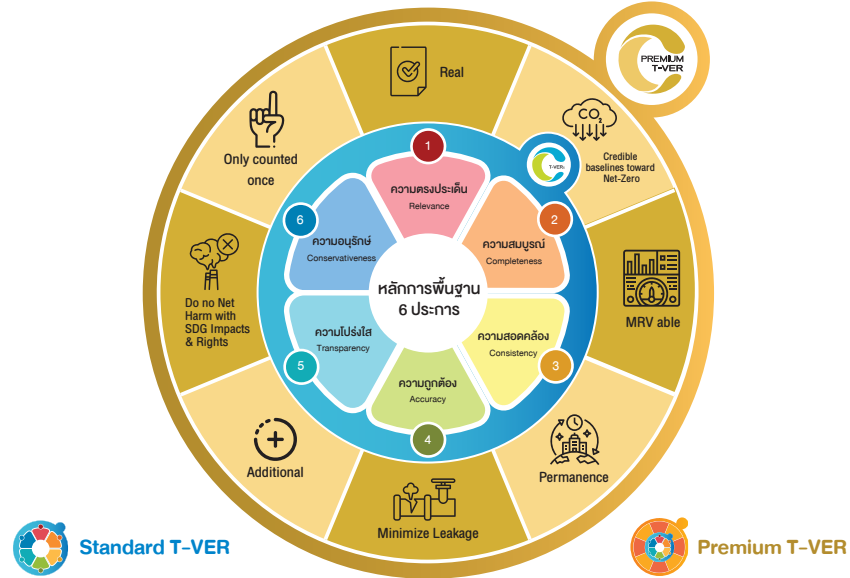 PREMIUM
T-VER
Real
CO₂
Credible
baselines toward
Net-Zero
T-VER
MRV able
Permanence
Minimize Leakage
Additional
Do no Net
Harm with
SDG Impacts
& Rights
Only counted
once
1
ความตรงประเด็น
Relevance
2
ความสมบูรณ์
Completeness
3
ความสอดคล้อง
Consistency
4
ความถูกต้อง
Accuracy
5
ความโปร่งใส
Transparency
6
ความอนุรักษ์
Conservativeness
หลักการพื้นฐาน
6 ประการ
Standard T-VER
Premium T-VER